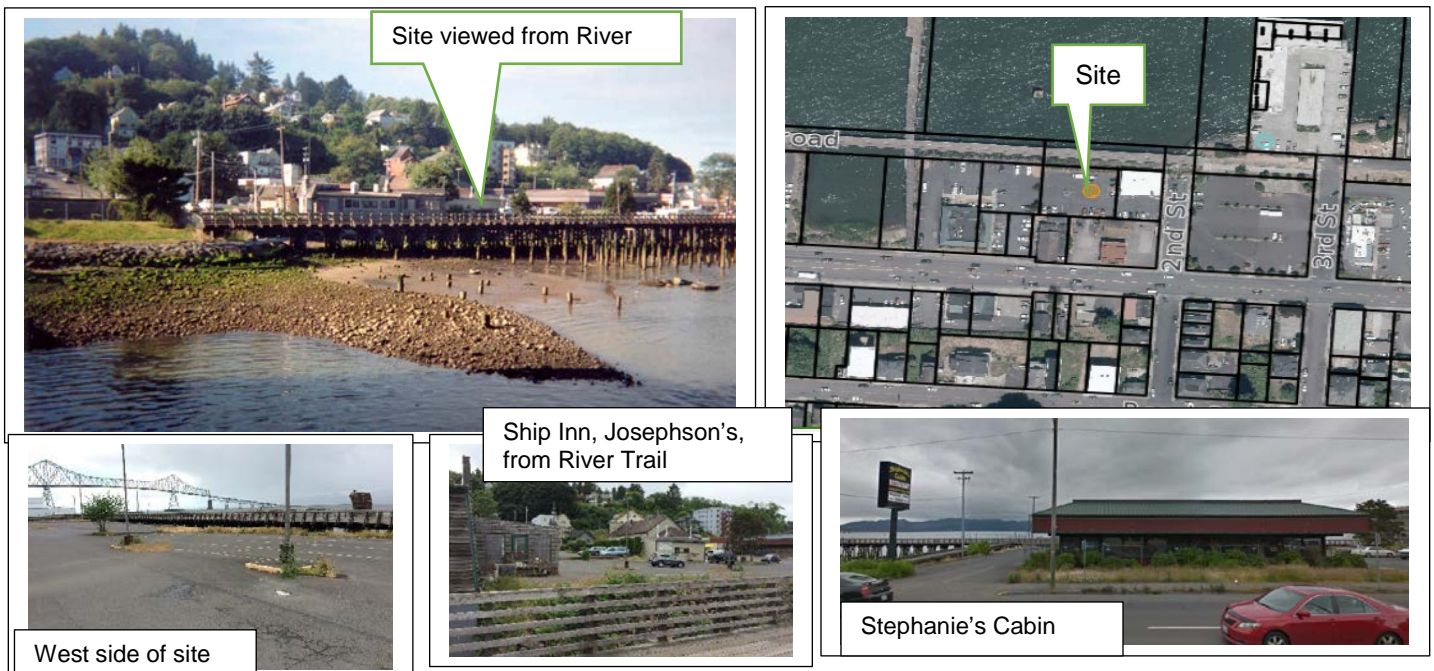 Site viewed from River
Site
road
2nd St
3rd St
Ship Inn, Josephson's,
from River Trail
West side of site
Stephanie's Cabin